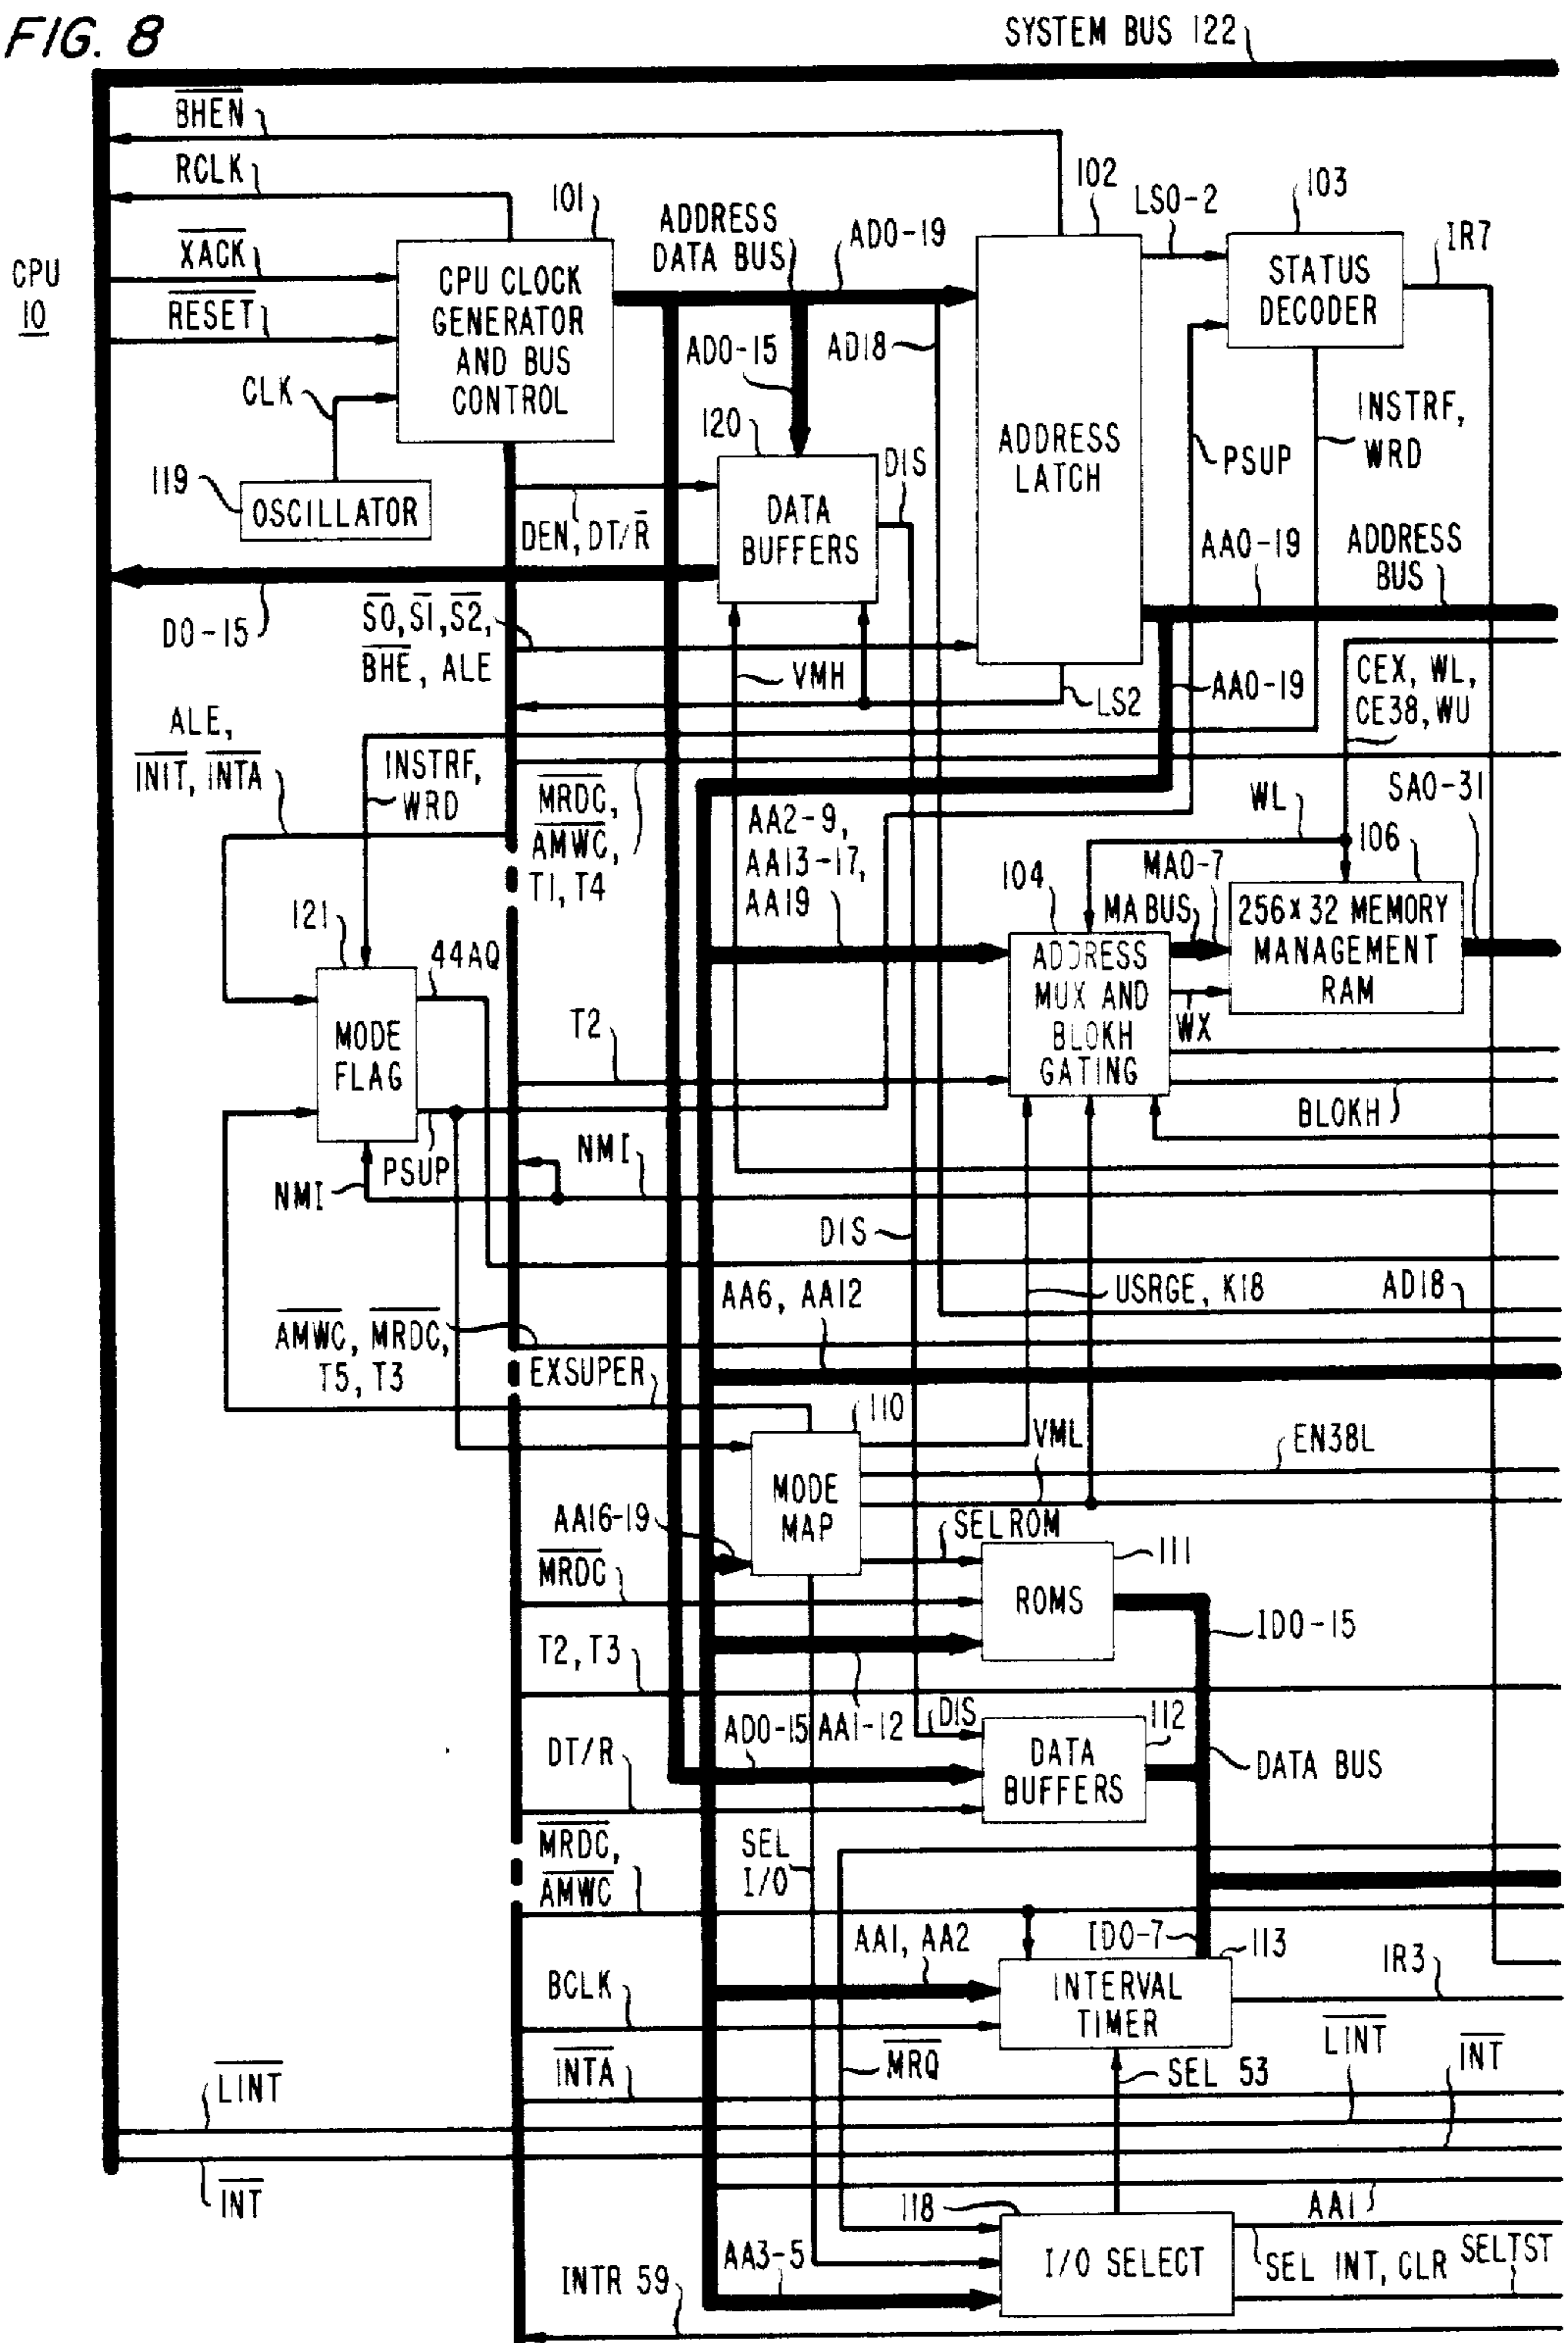 FIG. 8
SYSTEM BUS 122
BHEN
RCLK
XACK
RESET
CPU
10
CLK
101
CPU CLOCK
GENERATOR
AND BUS
CONTROL
ADDRESS
DATA BUS
AD0-19
102
LS0-2
103
IR7
STATUS
DECODER
AD0-15
AD18
119
OSCILLATOR
120
DATA
BUFFERS
DIS
ADDRESS
LATCH
PSUP
INSTRF,
WRD
DEN, DT/R
AA0-19
ADDRESS
BUS
D0-15
S0, S1, S2,
BHE, ALE
VMH
LS2
AA0-19
CEX, WL,
CE38, WU
ALE,
INIT, INTA
INSTRF,
WRD
MRDC,
AMWC,
T1, T4
AA2-9,
AA13-17,
AA19
WL
SA0-31
MA0-7
MA BUS
104
106
256x32 MEMORY
MANAGEMENT
RAM
ADDRESS
MUX AND
BLOKH
GATING
WX
121
44AQ
MODE
FLAG
T2
BLOKH
PSUP
NMI
NMI
DIS
AA6, AA12
USRGE, K18
AD18
AMWC, MRDC,
T5, T3
EXSUPER
110
VML
EN38L
MODE
MAP
AA16-19
SELROM
111
MRDC
ROMS
ID0-15
T2, T3
AD0-15
AA1-12
DIS
112
DT/R
DATA
BUFFERS
DATA BUS
MRDC,
AMWC
SEL
I/O
AA1, AA2
ID0-7
113
BCLK
INTERVAL
TIMER
IR3
LINT
INTA
MRQ
SEL 53
LINT
INT
INT
118
AA1
AA3-5
I/O SELECT
SEL INT, CLR
SELTST
INTR 59